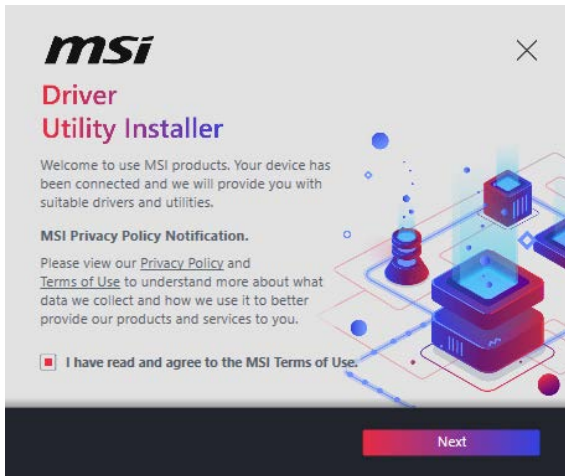 msi
Driver
Utility Installer
Welcome to use MSI products. Your device has
been connected and we will provide you with
suitable drivers and utilities.
MSI Privacy Policy Notification.
Please view our Privacy Policy and
Terms of Use to understand more about what
data we collect and how we use it to better
provide our products and services to you.
I have read and agree to the MSI Terms of Use.
Next